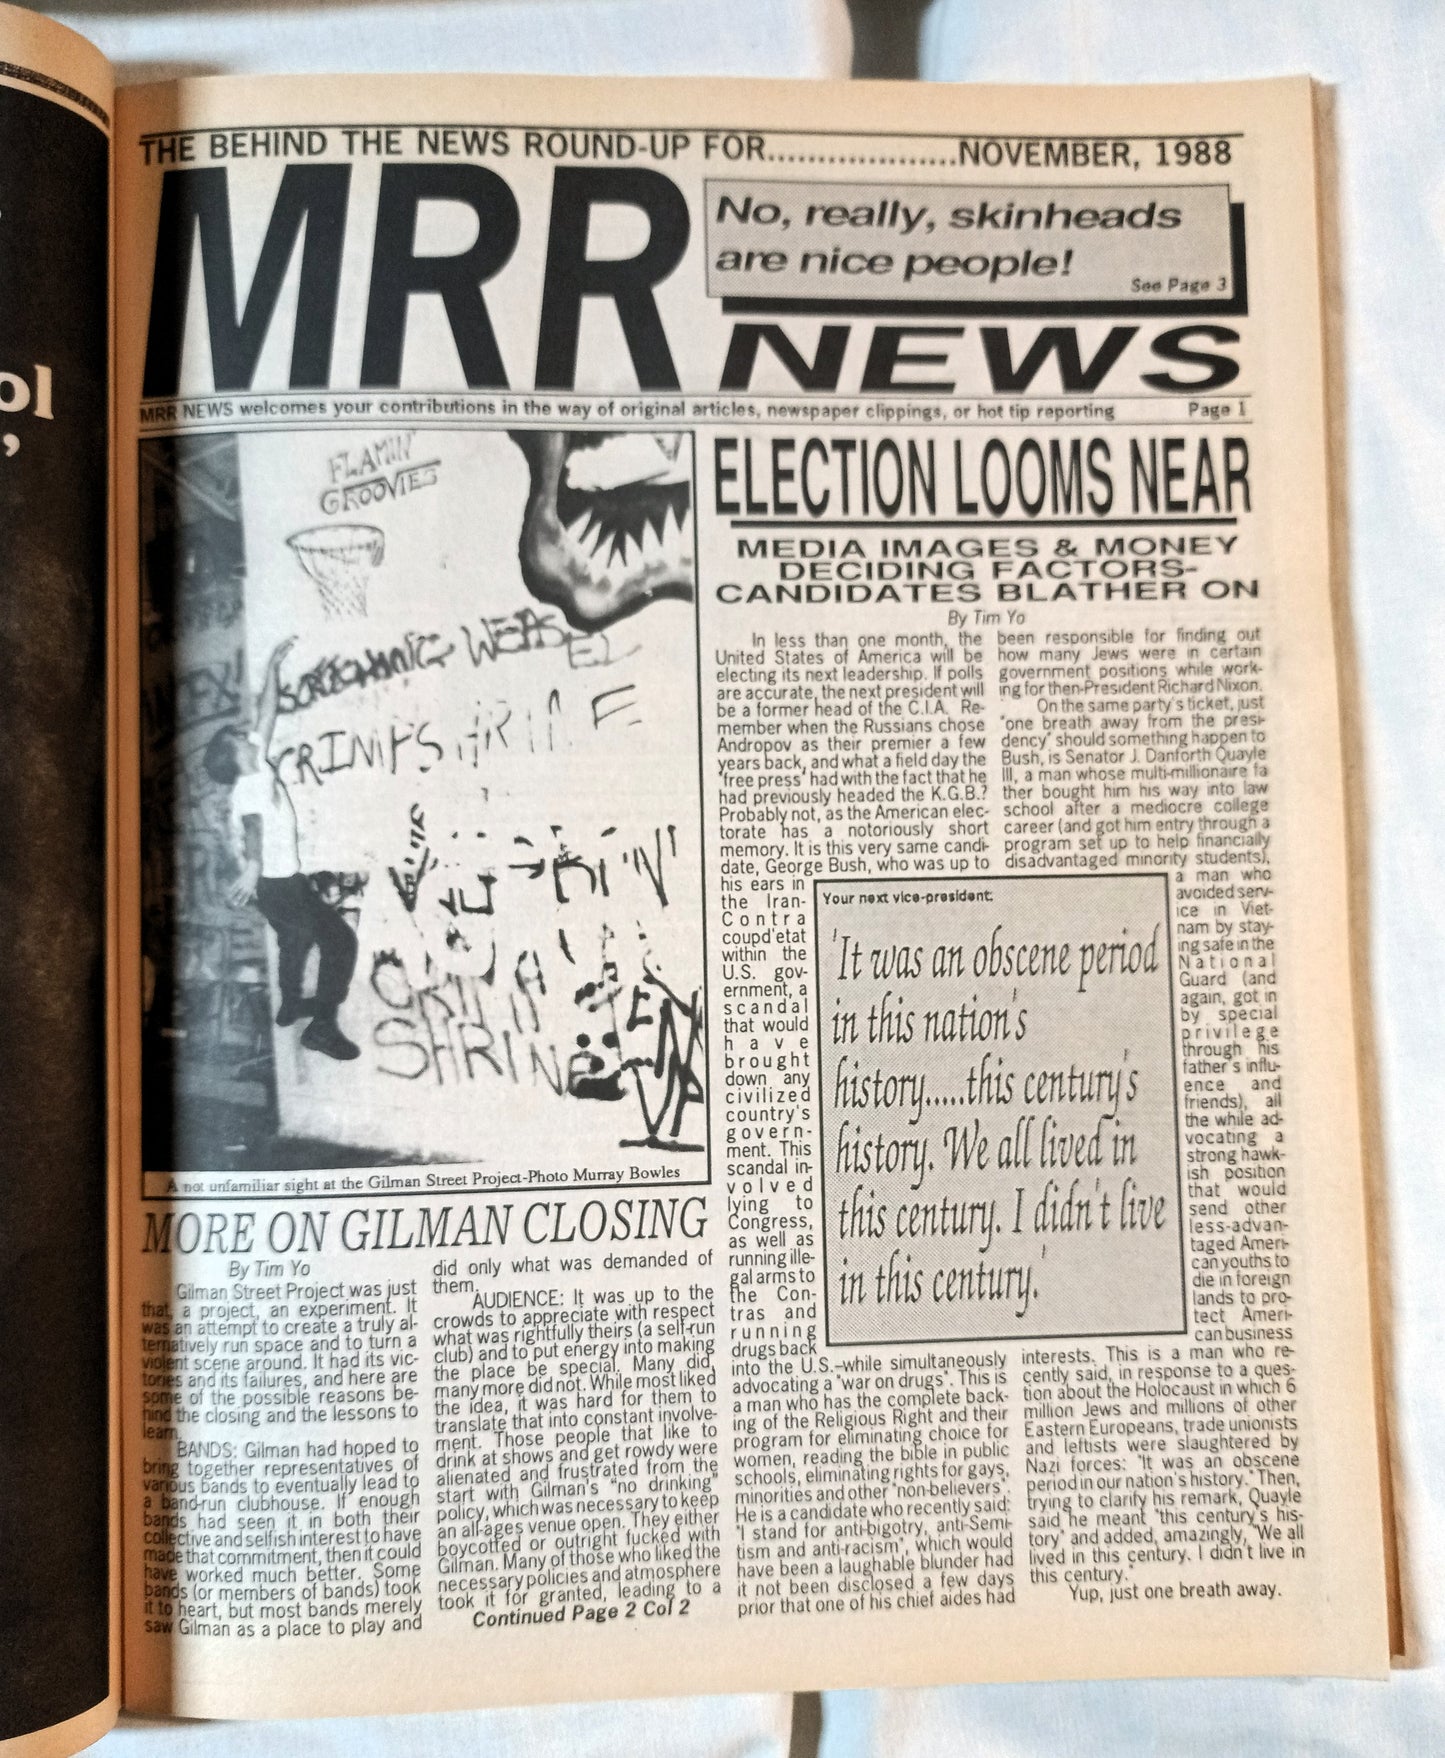 ol
’
THE BEHIND THE NEWS ROUND-UP FOR...................NOVEMBER, 1988
MRR
No, really, skinheads
are nice people!
See Page 3
NEWS
MRR NEWS welcomes your contributions in the way of original articles, newspaper clippings, or hot tip reporting
Page 1
FLAMIN'
GROOVIES
WEASEL
SHRINE
A not unfamiliar sight at the Gilman Street Project-Photo Murray Bowles
MORE ON GILMAN CLOSING
By Tim Yo
Gilman Street Project was just
that, a project, an experiment. It
was an attempt to create a truly al-
ternatively run space and to turn a
violent scene around. It had its vic-
tories and its failures, and here are
some of the possible reasons be-
hind the closing and the lessons to
learn.
BANDS: Gilman had hoped to
bring together representatives of
various bands to eventually lead to
a band-run clubhouse. If enough
bands had seen it in both their
collective and selfish interest to have
made that commitment, then it could
have worked much better. Some
bands (or members of bands) took
it to heart, but most bands merely
saw Gilman as a place to play and
did only what was demanded of
them.
AUDIENCE: It was up to the
crowds to appreciate with respect
what was rightfully theirs (a self-run
club) and to put energy into making
the place be special. Many did,
many more did not. While most liked
the idea, it was hard for them to
translate that into constant involve-
ment. Those people that like to
drink at shows and get rowdy were
alienated and frustrated from the
start with Gilman's "no drinking"
policy, which was necessary to keep
an all-ages venue open. They either
boycotted or outright fucked with
Gilman. Many of those who liked the
necessary policies and atmosphere
took it for granted, leading to a
Continued Page 2 Col 2
ELECTION LOOMS NEAR
MEDIA IMAGES & MONEY
DECIDING FACTORS-
CANDIDATES BLATHER ON
By Tim Yo
In less than one month, the
United States of America will be
electing its next leadership. If polls
are accurate, the next president will
be a former head of the C.I.A. Re-
member when the Russians chose
Andropov as their premier a few
years back, and what a field day the
'free press' had with the fact that he
had previously headed the K.G.B.?
Probably not, as the American elec-
torate has a notoriously short
memory. It is this very same candi-
date, George Bush, who was up to
his ears in
the Iran-
Contra
coup d'etat
within the
U.S. gov-
ernment, a
scandal
that would
have
brought
down any
civilized
country's
govern-
ment. This
scandal in-
volved
lying to
Congress,
as well as
running ille-
gal arms to
the Con-
tras and
running
drugs back
into the U.S.-while simultaneously
advocating a "war on drugs". This is
a man who has the complete back-
ing of the Religious Right and their
program for eliminating choice for
women, reading the bible in public
schools, eliminating rights for gays,
minorities and other "non-believers".
He is a candidate who recently said:
"I stand for anti-bigotry, anti-Semi-
tism and anti-racism", which would
have been a laughable blunder had
it not been disclosed a few days
prior that one of his chief aides had
been responsible for finding out
how many Jews were in certain
government positions while work-
ing for then-President Richard Nixon.
On the same party's ticket, just
"one breath away from the presi-
dency" should something happen to
Bush, is Senator J. Danforth Quayle
III, a man whose multi-millionaire fa
ther bought him his way into law
school after a mediocre college
career (and got him entry through a
program set up to help financially
disadvantaged minority students),
a man who
avoided serv-
ice in Viet-
nam by stay-
ing safe in the
National
Guard (and
again, got in
by special
privilege
through his
father's influ-
ence and
friends), all
the while ad-
vocating a
strong hawk-
ish position
that would
send other
less-advan-
taged Ameri-
can youths to
die in foreign
lands to pro-
tect Ameri-
can business
interests. This is a man who re-
cently said, in response to a ques-
tion about the Holocaust in which 6
million Jews and millions of other
Eastern Europeans, trade unionists
and leftists were slaughtered by
Nazi forces: "It was an obscene
period in our nation's history." Then,
trying to clarify his remark, Quayle
said he meant "this century's his-
tory" and added, amazingly, "We all
lived in this century. I didn't live in
this century."
Yup, just one breath away.
Your next vice-president:
'It was an obscene period
in this nation's
history.....this century's
history. We all lived in
this century. I didn't live
in this century.'